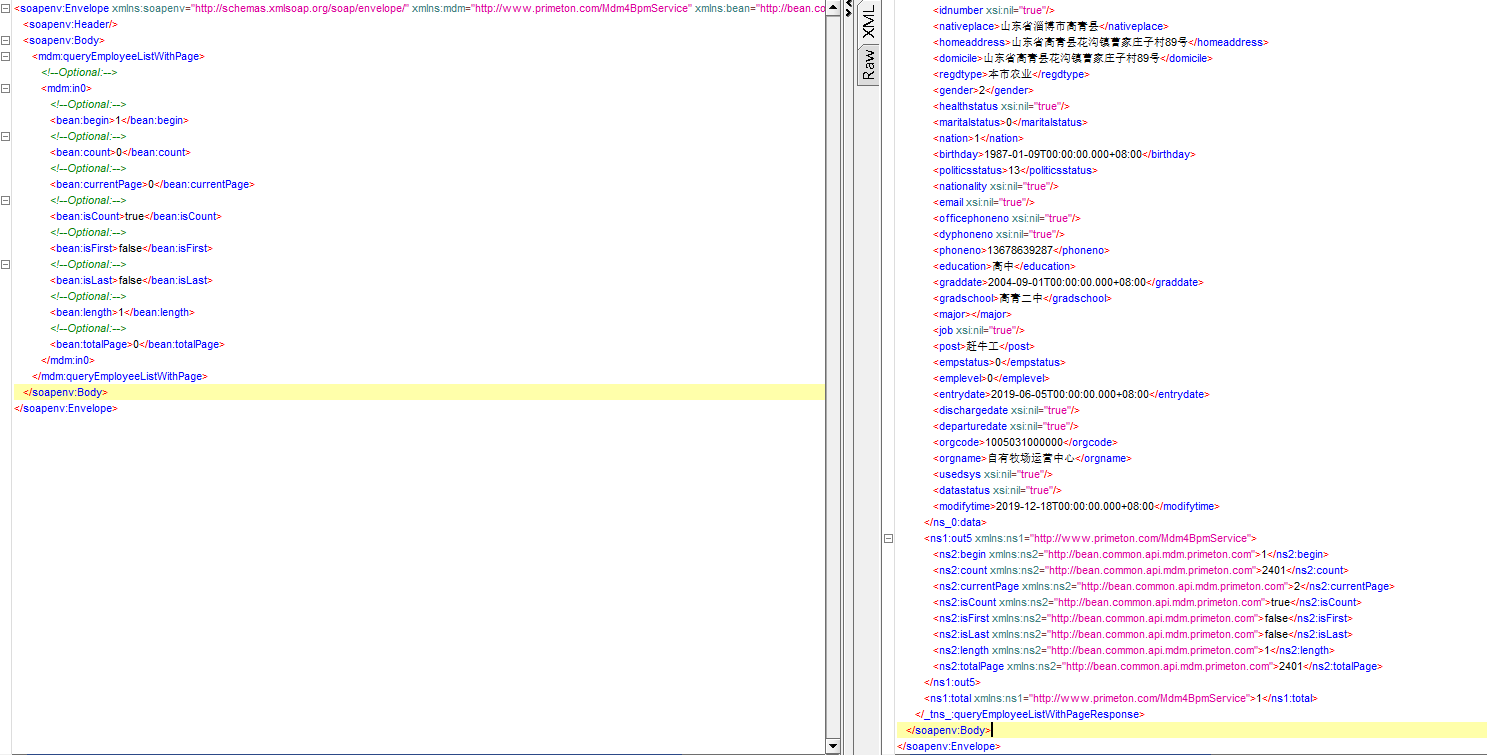 <soapenv:Envelope xmlns:soapenv="http://schemas.xmlsoap.org/soap/envelope/" xmlns:mdm="http://www.primeton.com/Mdm4BpmService" xmlns:bean="http://bean.co
<soapenv:Header/>
<soapenv:Body>
<mdm:queryEmployeeListWithPage>
<!--Optional:-->
<mdm:in0>
<!--Optional:-->
<bean:begin>1</bean:begin>
<!--Optional:-->
<bean:count>0</bean:count>
<!--Optional:-->
<bean:currentPage>0</bean:currentPage>
<!--Optional:-->
<bean:isCount>true</bean:isCount>
<!--Optional:-->
<bean:isFirst>false</bean:isFirst>
<!--Optional:-->
<bean:isLast>false</bean:isLast>
<!--Optional:-->
<bean:length>1</bean:length>
<!--Optional:-->
<bean:totalPage>0</bean:totalPage>
</mdm:in0>
</mdm:queryEmployeeListWithPage>
</soapenv:Body>
</soapenv:Envelope>
XML
Raw
<idnumber xsi:nil="true"/>
<nativeplace>山东省淄博市高青县</nativeplace>
<homeaddress>山东省高青县花沟镇曹家庄子村89号</homeaddress>
<domicile>山东省高青县花沟镇曹家庄子村89号</domicile>
<regdtype>本市农业</regdtype>
<gender>2</gender>
<healthstatus xsi:nil="true"/>
<maritalstatus>0</maritalstatus>
<nation>1</nation>
<birthday>1987-01-09T00:00:00.000+08:00</birthday>
<politicsstatus>13</politicsstatus>
<nationality xsi:nil="true"/>
<email xsi:nil="true"/>
<officephoneno xsi:nil="true"/>
<dyphoneno xsi:nil="true"/>
<phoneno>13678639287</phoneno>
<education>高中</education>
<graddate>2004-09-01T00:00:00.000+08:00</graddate>
<gradschool>高青二中</gradschool>
<major></major>
<job xsi:nil="true"/>
<post>赶牛工</post>
<empstatus>0</empstatus>
<emplevel>0</emplevel>
<entrydate>2019-06-05T00:00:00.000+08:00</entrydate>
<dischargedate xsi:nil="true"/>
<departuredate xsi:nil="true"/>
<orgcode>1005031000000</orgcode>
<orgname>自有牧场运营中心</orgname>
<usedsys xsi:nil="true"/>
<datastatus xsi:nil="true"/>
<modifytime>2019-12-18T00:00:00.000+08:00</modifytime>
</ns_0:data>
<ns1:out5 xmlns:ns1="http://www.primeton.com/Mdm4BpmService">
<ns2:begin xmlns:ns2="http://bean.common.api.mdm.primeton.com">1</ns2:begin>
<ns2:count xmlns:ns2="http://bean.common.api.mdm.primeton.com">2401</ns2:count>
<ns2:currentPage xmlns:ns2="http://bean.common.api.mdm.primeton.com">2</ns2:currentPage>
<ns2:isCount xmlns:ns2="http://bean.common.api.mdm.primeton.com">true</ns2:isCount>
<ns2:isFirst xmlns:ns2="http://bean.common.api.mdm.primeton.com">false</ns2:isFirst>
<ns2:isLast xmlns:ns2="http://bean.common.api.mdm.primeton.com">false</ns2:isLast>
<ns2:length xmlns:ns2="http://bean.common.api.mdm.primeton.com">1</ns2:length>
<ns2:totalPage xmlns:ns2="http://bean.common.api.mdm.primeton.com">2401</ns2:totalPage>
</ns1:out5>
<ns1:total xmlns:ns1="http://www.primeton.com/Mdm4BpmService">1</ns1:total>
</_tns_:queryEmployeeListWithPageResponse>
</soapenv:Body>
</soapenv:Envelope>